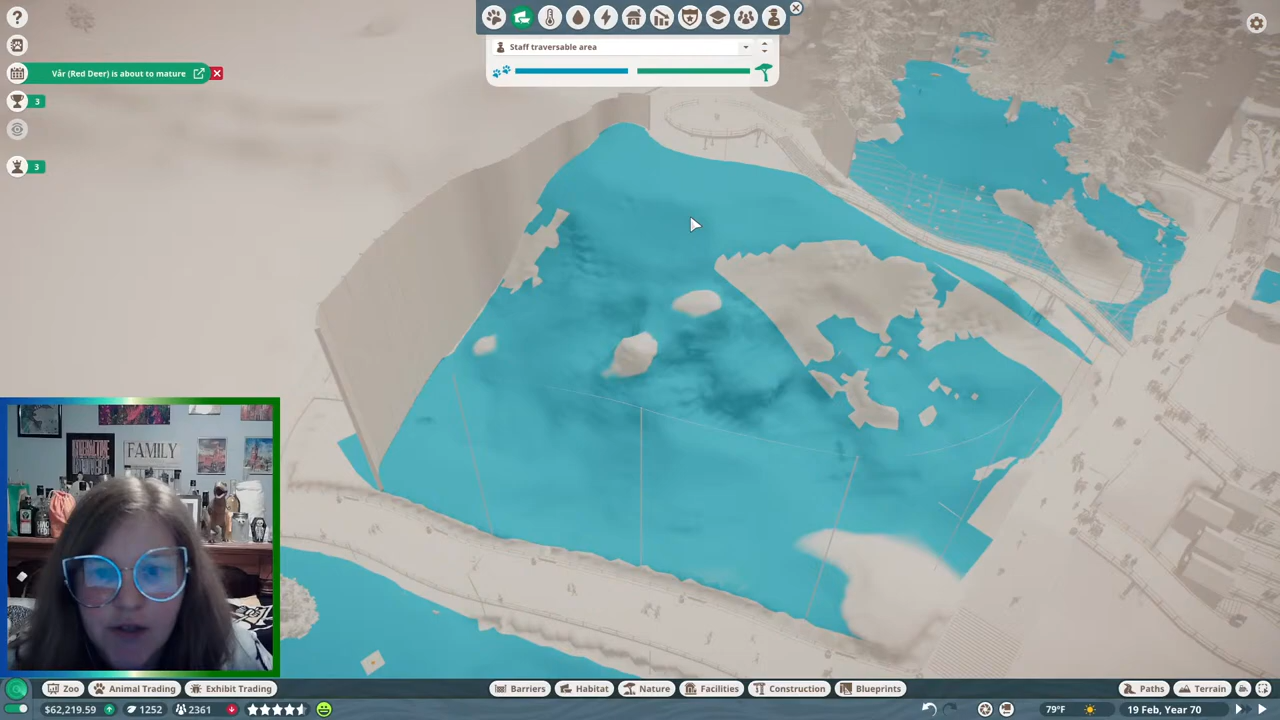 Staff traversable area
Vår (Red Deer) is about to mature
3
3
FAMILY
Zoo
Animal Trading
Exhibit Trading
Barriers
Habitat
Nature
Facilities
Construction
Blueprints
Paths
Terrain
$62,219.59
1252
2361
79°F
19 Feb, Year 70